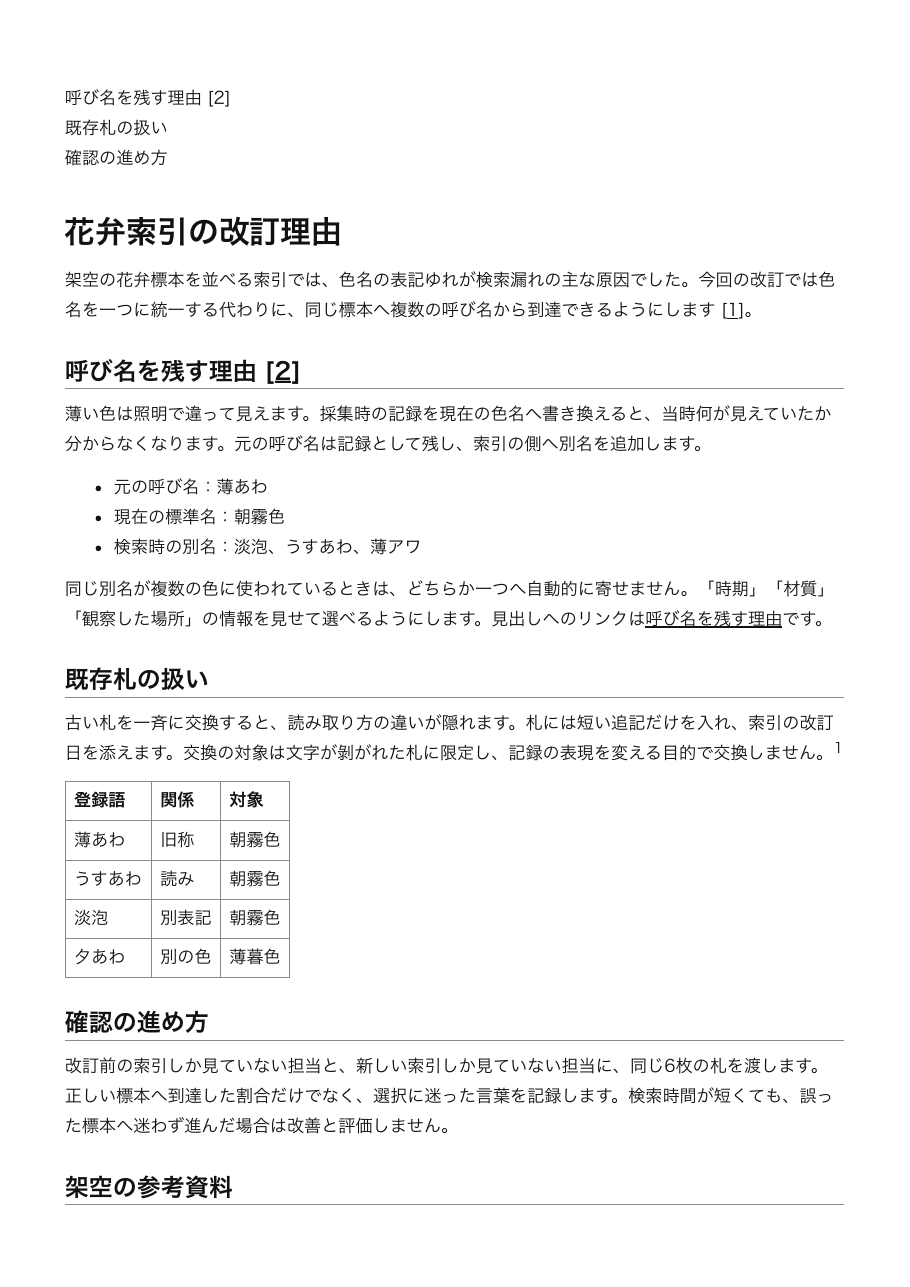 呼び名を残す理由 [2]
既存札の扱い
確認の進め方
花弁索引の改訂理由
架空の花弁標本を並べる索引では、色名の表記ゆれが検索漏れの主な原因でした。今回の改訂では色
名を一つに統一する代わりに、同じ標本へ複数の呼び名から到達できるようにします [1]。
呼び名を残す理由 [2]
薄い色は照明で違って見えます。採集時の記録を現在の色名へ書き換えると、当時何が見えていたか
分からなくなります。元の呼び名は記録として残し、索引の側へ別名を追加します。
• 元の呼び名：薄あわ
• 現在の標準名：朝霧色
• 検索時の別名：淡泡、うすあわ、薄アワ
同じ別名が複数の色に使われているときは、どちらか一つへ自動的に寄せません。「時期」「材質」
「観察した場所」の情報を見せて選べるようにします。見出しへのリンクは呼び名を残す理由です。
既存札の扱い
古い札を一斉に交換すると、読み取り方の違いが隠れます。札には短い追記だけを入れ、索引の改訂
日を添えます。交換の対象は文字が剝がれた札に限定し、記録の表現を変える目的で交換しません。1
登録語 関係 対象
薄あわ 旧称 朝霧色
うすあわ 読み 朝霧色
淡泡 別表記 朝霧色
夕あわ 別の色 薄暮色
確認の進め方
改訂前の索引しか見ていない担当と、新しい索引しか見ていない担当に、同じ6枚の札を渡します。
正しい標本へ到達した割合だけでなく、選択に迷った言葉を記録します。検索時間が短くても、誤っ
た標本へ迷わず進んだ場合は改善と評価しません。
架空の参考資料